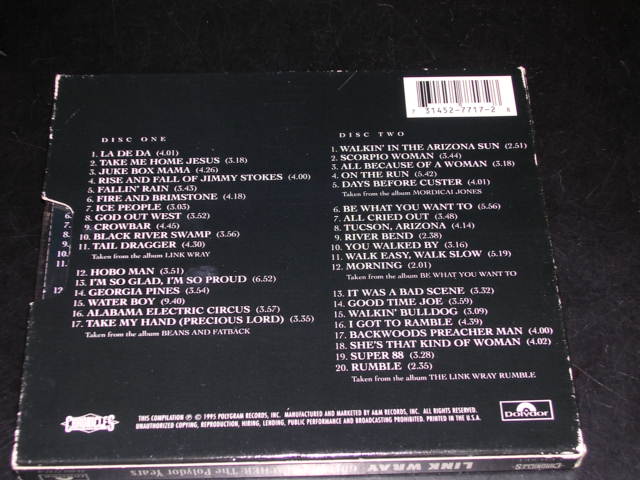 7 31452-7717-2 8
DISC ONE
1. LA DE DA (4.01)
2. TAKE ME HOME JESUS (3.18)
3. JUKE BOX MAMA (4.26)
4. RISE AND FALL OF JIMMY STOKES (4.00)
5. FALLIN' RAIN (3.43)
6. FIRE AND BRIMSTONE (4.18)
7. ICE PEOPLE (3.03)
8. GOD OUT WEST (3.52)
9. CROWBAR (4.45)
10. BLACK RIVER SWAMP (3.56)
11. TAIL DRAGGER (4.30)
Taken from the album LINK WRAY
12. HOBO MAN (3.51)
13. I'M SO GLAD, I'M SO PROUD (6.52)
14. GEORGIA PINES (3.54)
15. WATER BOY (9.40)
16. ALABAMA ELECTRIC CIRCUS (3.57)
17. TAKE MY HAND (PRECIOUS LORD) (3.35)
Taken from the album BEANS AND FATBACK
6.
8.
9.
10.
11.
12
DISC TWO
1. WALKIN' IN THE ARIZONA SUN (2.51)
2. SCORPIO WOMAN (3.44)
3. ALL BECAUSE OF A WOMAN (3.18)
4. ON THE RUN (5.42)
5. DAYS BEFORE CUSTER (4.01)
Taken from the album MORDICAI JONES
6. BE WHAT YOU WANT TO (5.56)
7. ALL CRIED OUT (3.48)
8. TUCSON, ARIZONA (4.14)
9. RIVER BEND (2.38)
10. YOU WALKED BY (4.16)
11. WALK EASY, WALK SLOW (5.19)
12. MORNING (2.01)
Taken from the album BE WHAT YOU WANT TO
13. IT WAS A BAD SCENE (3.32)
14. GOOD TIME JOE (3.59)
15. WALKIN' BULLDOG (3.09)
16. I GOT TO RAMBLE (4.39)
17. BACKWOODS PREACHER MAN (4.00)
18. SHE'S THAT KIND OF WOMAN (4.02)
19. SUPER 88 (3.28)
20. RUMBLE (2.35)
Taken from the album THE LINK WRAY RUMBLE
CHRONICLES
THIS COMPILATION ℗ © 1995 POLYGRAM RECORDS, INC. MANUFACTURED AND MARKETED BY A&M RECORDS, INC. ALL RIGHTS RESERVED.
UNAUTHORIZED COPYING, REPRODUCTION, HIRING, LENDING, PUBLIC PERFORMANCE AND BROADCASTING PROHIBITED. PRINTED IN THE U.S.A.
Polydor
CHRONICLES
LINK WRAY
The Polydor Years